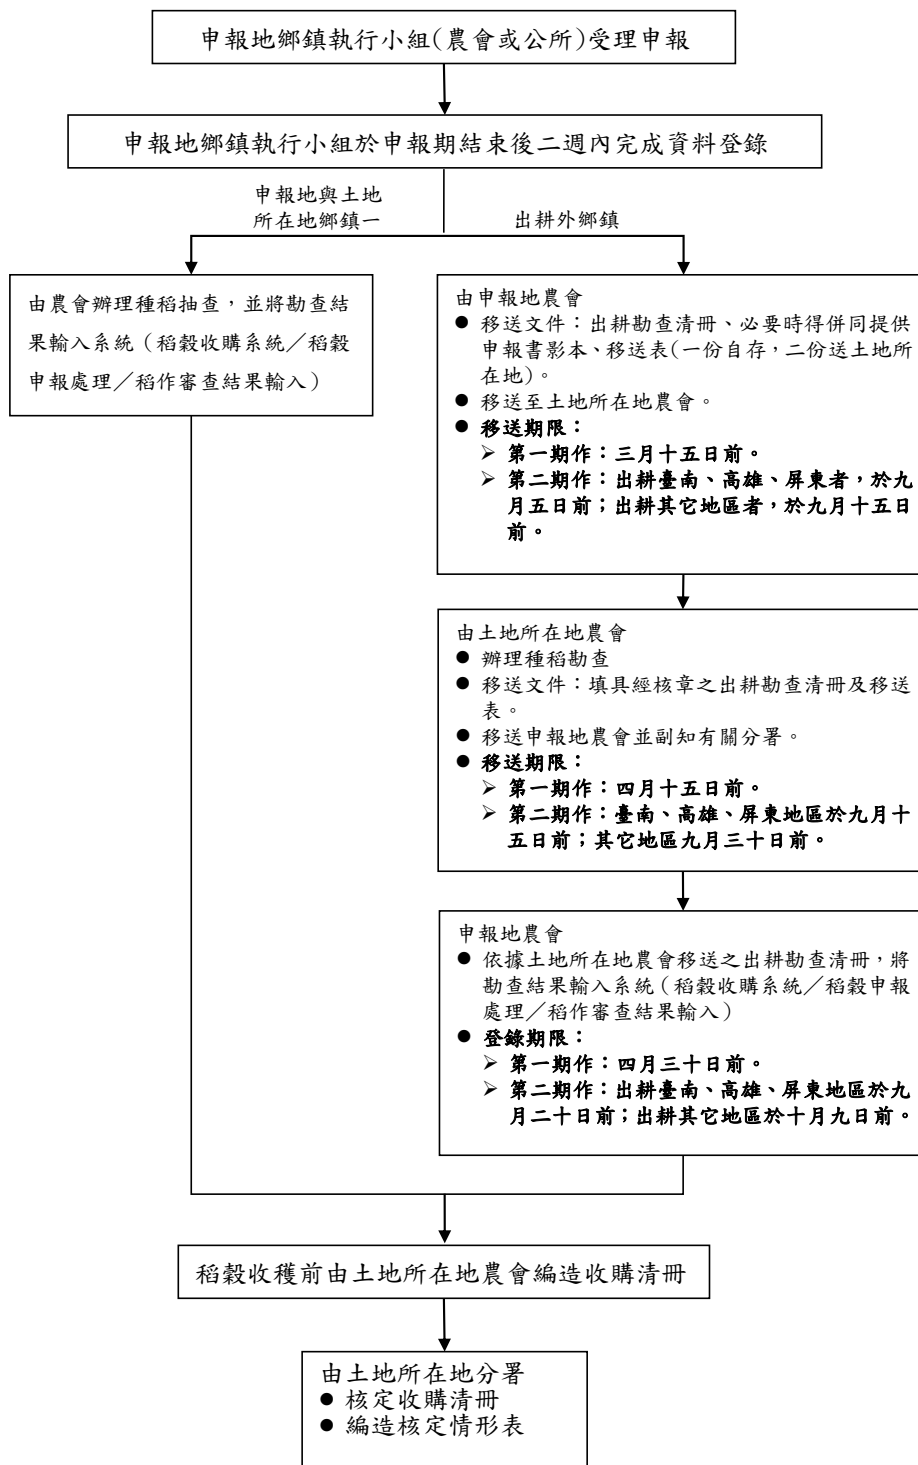 申報地鄉鎮執行小組(農會或公所)受理申報
申報地鄉鎮執行小組於申報期結束後二週內完成資料登錄
申報地與土地
所在地鄉鎮一
出耕外鄉鎮
由農會辦理種稻抽查，並將勘查結
果輸入系統（稻穀收購系統／稻穀
申報處理／稻作審查結果輸入）
由申報地農會
● 移送文件：出耕勘查清冊、必要時得併同提供
申報書影本、移送表(一份自存，二份送土地所
在地)。
● 移送至土地所在地農會。
● 移送期限：
➢ 第一期作：三月十五日前。
➢ 第二期作：出耕臺南、高雄、屏東者，於九
月五日前；出耕其它地區者，於九月十五日
前。
由土地所在地農會
● 辦理種稻勘查
● 移送文件：填具經核章之出耕勘查清冊及移送
表。
● 移送申報地農會並副知有關分署。
● 移送期限：
➢ 第一期作：四月十五日前。
➢ 第二期作：臺南、高雄、屏東地區於九月十
五日前；其它地區九月三十日前。
申報地農會
● 依據土地所在地農會移送之出耕勘查清冊，將
勘查結果輸入系統（稻穀收購系統／稻穀申報
處理／稻作審查結果輸入）
● 登錄期限：
➢ 第一期作：四月三十日前。
➢ 第二期作：出耕臺南、高雄、屏東地區於九
月二十日前；出耕其它地區於十月九日前。
稻穀收穫前由土地所在地農會編造收購清冊
由土地所在地分署
● 核定收購清冊
● 編造核定情形表